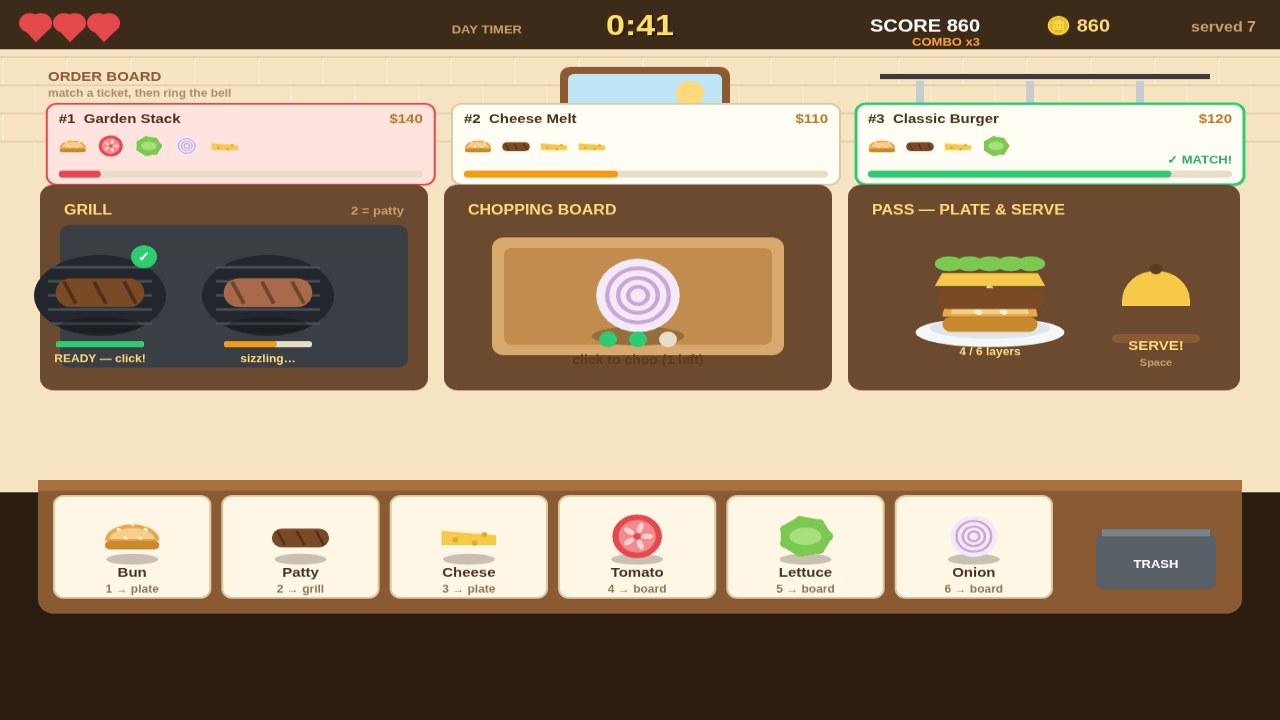 DAY TIMER
0:41
SCORE 860
COMBO x3
860
served 7
ORDER BOARD
match a ticket, then ring the bell
#1 Garden Stack
$140
#2 Cheese Melt
$110
#3 Classic Burger
$120
✓ MATCH!
GRILL
2 = patty
READY — click!
sizzling…
CHOPPING BOARD
click to chop (1 left)
PASS — PLATE & SERVE
4 / 6 layers
SERVE!
Space
Bun
1 → plate
Patty
2 → grill
Cheese
3 → plate
Tomato
4 → board
Lettuce
5 → board
Onion
6 → board
TRASH